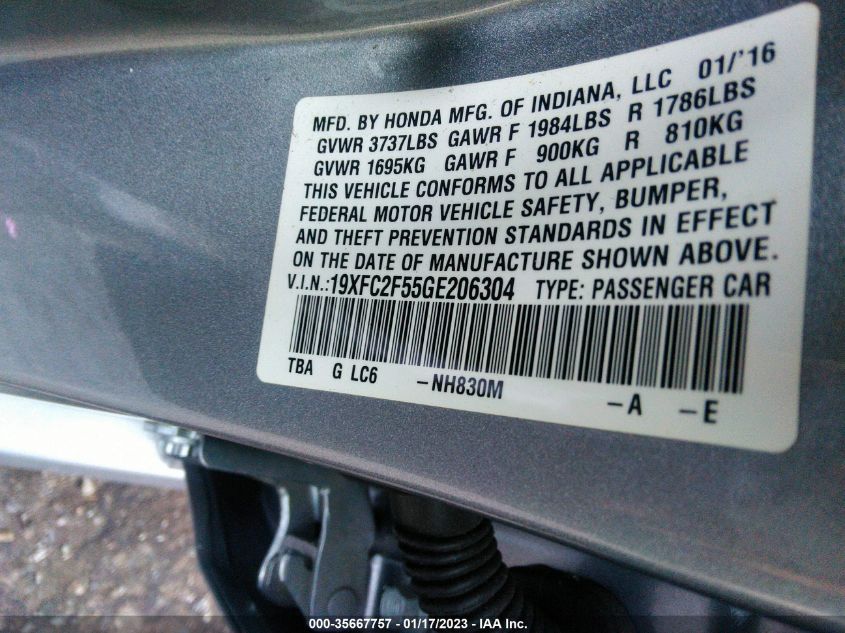 MFD. BY HONDA MFG. OF INDIANA, LLC 01/'16
GVWR 3737LBS GAWR F 1984LBS R 1786LBS
GVWR 1695KG GAWR F 900KG R 810KG
THIS VEHICLE CONFORMS TO ALL APPLICABLE
FEDERAL MOTOR VEHICLE SAFETY, BUMPER,
AND THEFT PREVENTION STANDARDS IN EFFECT
ON THE DATE OF MANUFACTURE SHOWN ABOVE.
V.I.N.:19XFC2F55GE206304 TYPE: PASSENGER CAR
TBA G LC6 -NH830M -A -E
000-35667757 - 01/17/2023 - IAA Inc.